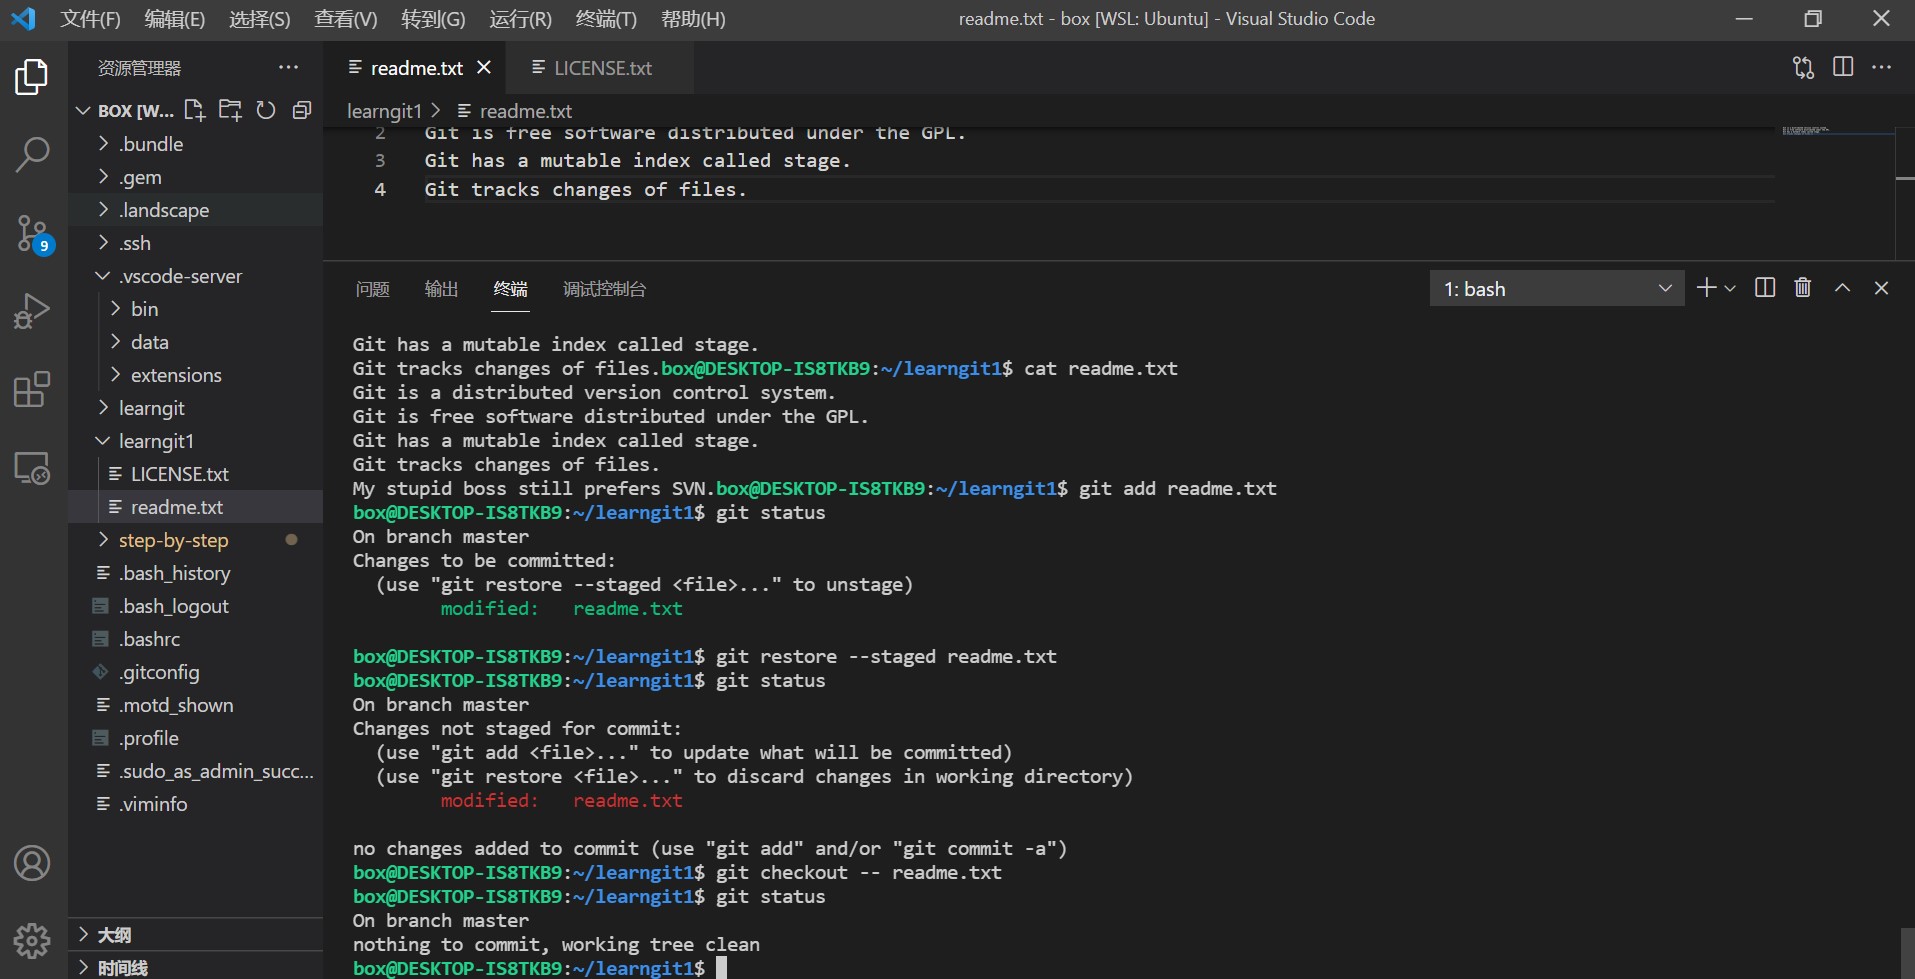 文件(F) 编辑(E) 选择(S) 查看(V) 转到(G) 运行(R) 终端(T) 帮助(H) readme.txt - box [WSL: Ubuntu] - Visual Studio Code
资源管理器
BOX [W...
.bundle
.gem
.landscape
.ssh
.vscode-server
bin
data
extensions
learngit
learngit1
LICENSE.txt
readme.txt
step-by-step
.bash_history
.bash_logout
.bashrc
.gitconfig
.motd_shown
.profile
.sudo_as_admin_succ...
.viminfo
大纲
时间线
9
readme.txt LICENSE.txt
learngit1 > readme.txt
2 Git is free software distributed under the GPL.
3 Git has a mutable index called stage.
4 Git tracks changes of files.
问题 输出 终端 调试控制台 1: bash
Git has a mutable index called stage.
Git tracks changes of files.box@DESKTOP-IS8TKB9:~/learngit1$ cat readme.txt
Git is a distributed version control system.
Git is free software distributed under the GPL.
Git has a mutable index called stage.
Git tracks changes of files.
My stupid boss still prefers SVN.box@DESKTOP-IS8TKB9:~/learngit1$ git add readme.txt
box@DESKTOP-IS8TKB9:~/learngit1$ git status
On branch master
Changes to be committed:
  (use "git restore --staged <file>..." to unstage)
        modified:   readme.txt

box@DESKTOP-IS8TKB9:~/learngit1$ git restore --staged readme.txt
box@DESKTOP-IS8TKB9:~/learngit1$ git status
On branch master
Changes not staged for commit:
  (use "git add <file>..." to update what will be committed)
  (use "git restore <file>..." to discard changes in working directory)
        modified:   readme.txt

no changes added to commit (use "git add" and/or "git commit -a")
box@DESKTOP-IS8TKB9:~/learngit1$ git checkout -- readme.txt
box@DESKTOP-IS8TKB9:~/learngit1$ git status
On branch master
nothing to commit, working tree clean
box@DESKTOP-IS8TKB9:~/learngit1$